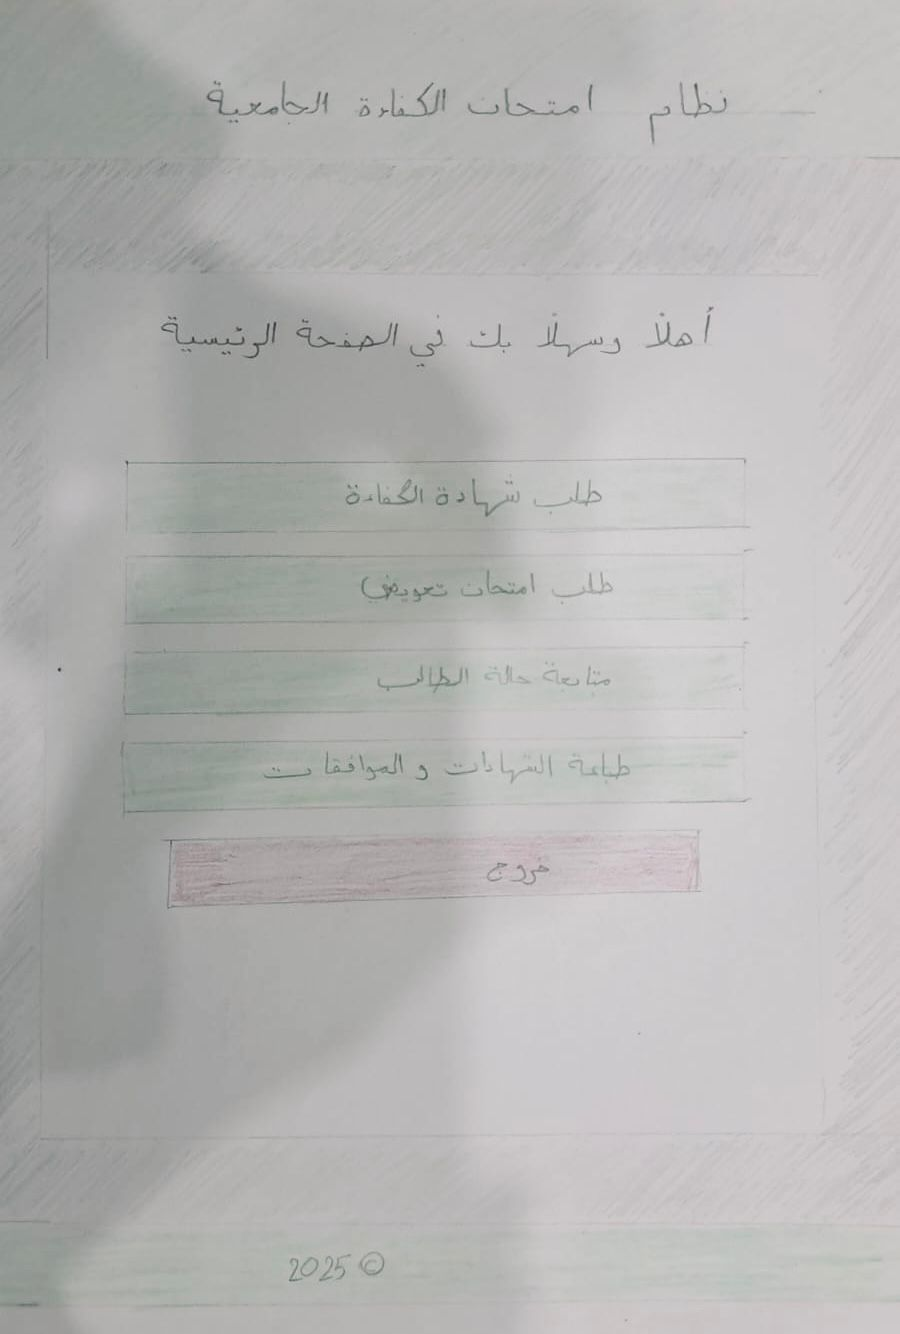 نظام امتحان الكفاءة الجامعية
أهلاً وسهلاً بك في الصفحة الرئيسية
طلب شهادة الكفاءة
طلب امتحان تعويضي
متابعة حالة الطالب
طباعة الشهادات و الموافقات
خروج
2025 ©